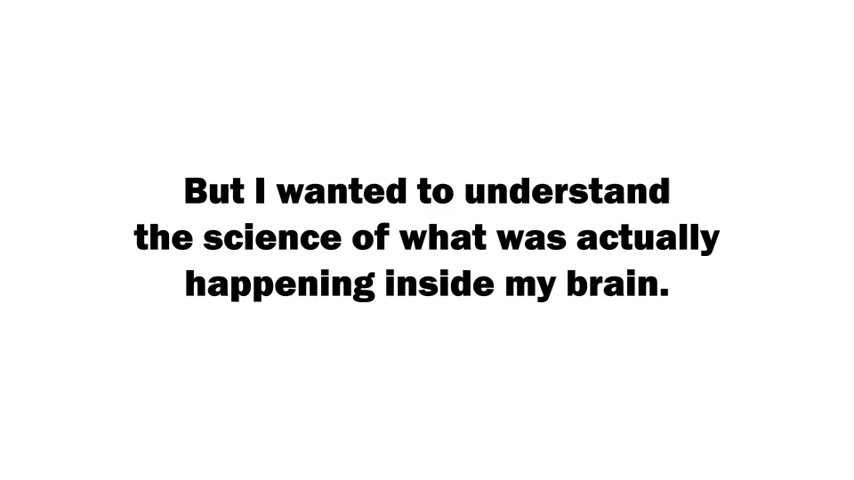 But I wanted to understand
the science of what was actually
happening inside my brain.